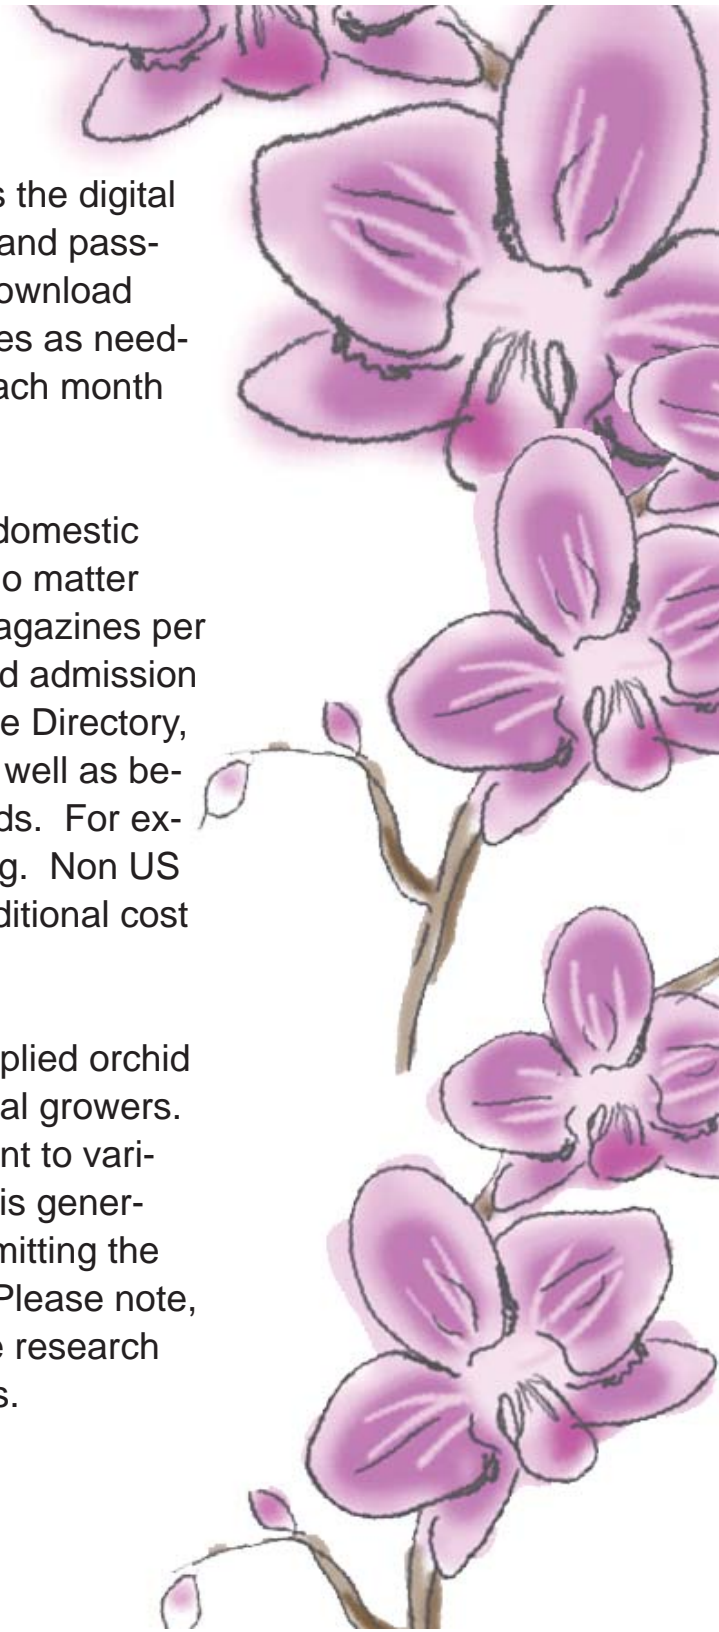 s the digital
and pass-
ownload
es as need-
ach month
domestic
o matter
agazines per
d admission
e Directory,
well as be-
ds.  For ex-
g.  Non US
ditional cost
plied orchid
al growers.
nt to vari-
is gener-
mitting the
Please note,
e research
s.